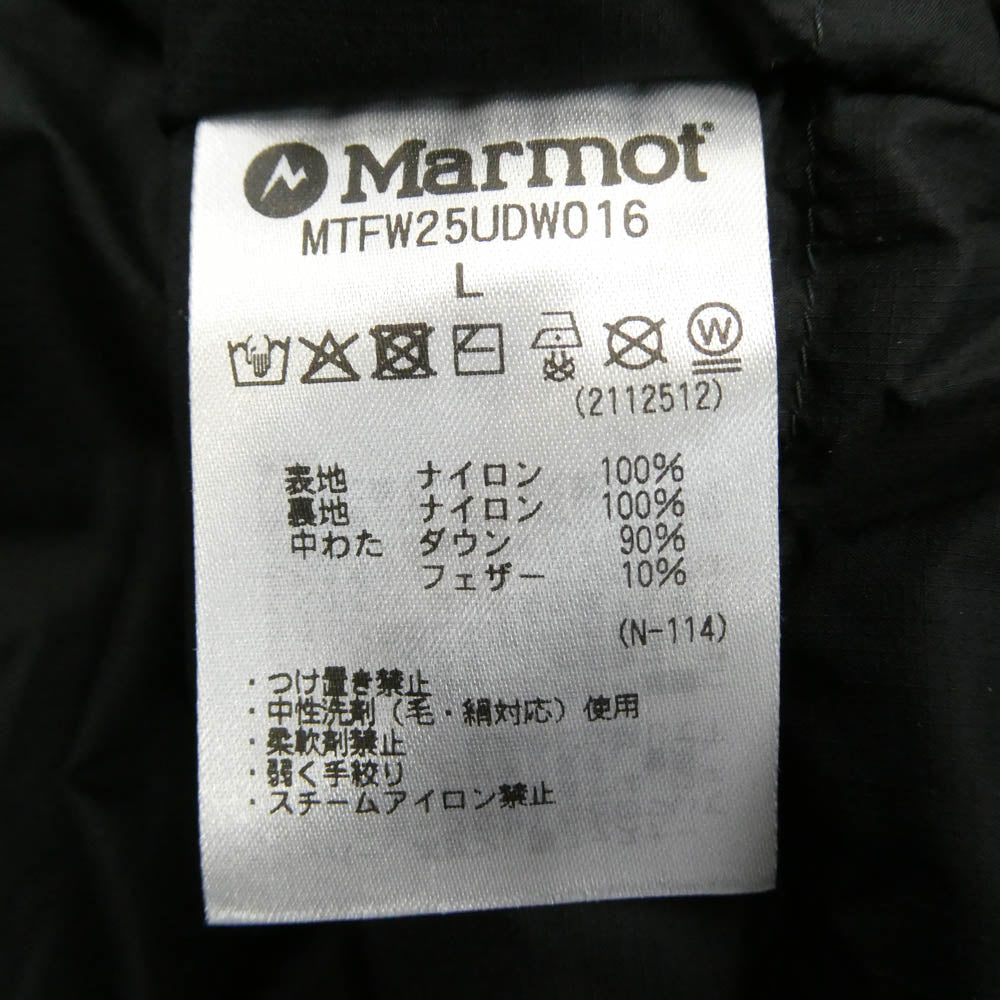 Marmot
MTFW25UDW016
L
W
(2112512)
表地 ナイロン 100%
裏地 ナイロン 100%
中わた ダウン 90%
フェザー 10%
(N-114)
・つけ置き禁止
・中性洗剤(毛・絹対応)使用
・柔軟剤禁止
・弱く手絞り
・スチームアイロン禁止